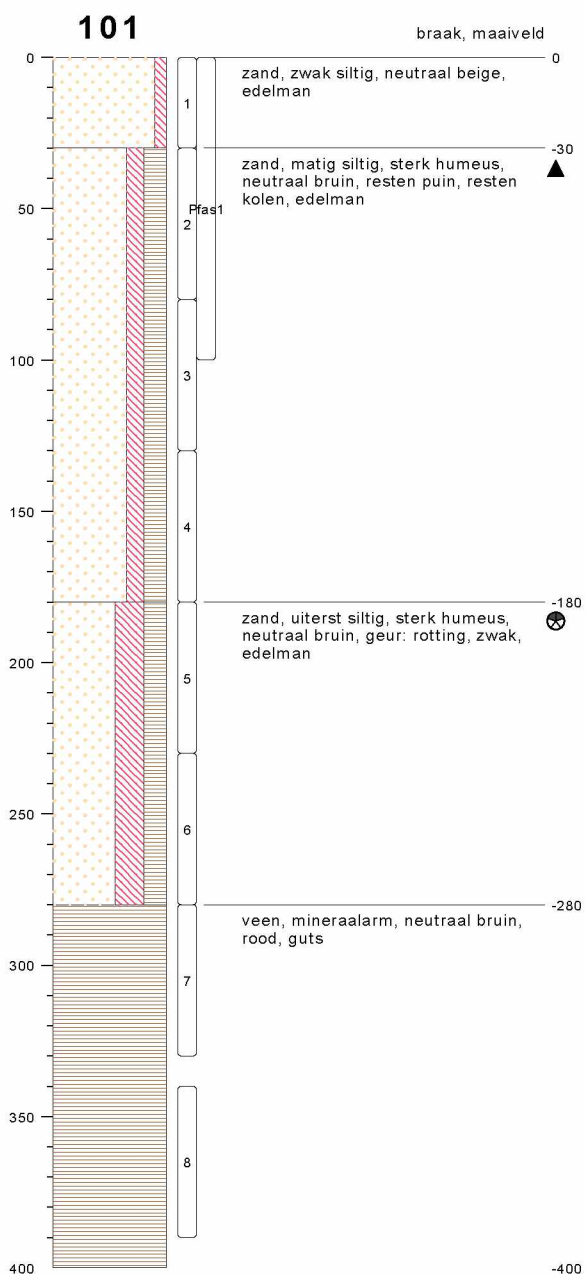 101
braak, maaiveld
0
0
zand, zwak siltig, neutraal beige,
edelman
1
-30
zand, matig siltig, sterk humeus,
neutraal bruin, resten puin, resten
kolen, edelman
50
Pfas1
2
100
3
150
4
-180
zand, uiterst siltig, sterk humeus,
neutraal bruin, geur: rotting, zwak,
edelman
200
5
250
6
-280
veen, mineraalarm, neutraal bruin,
rood, guts
300
7
350
8
400
-400